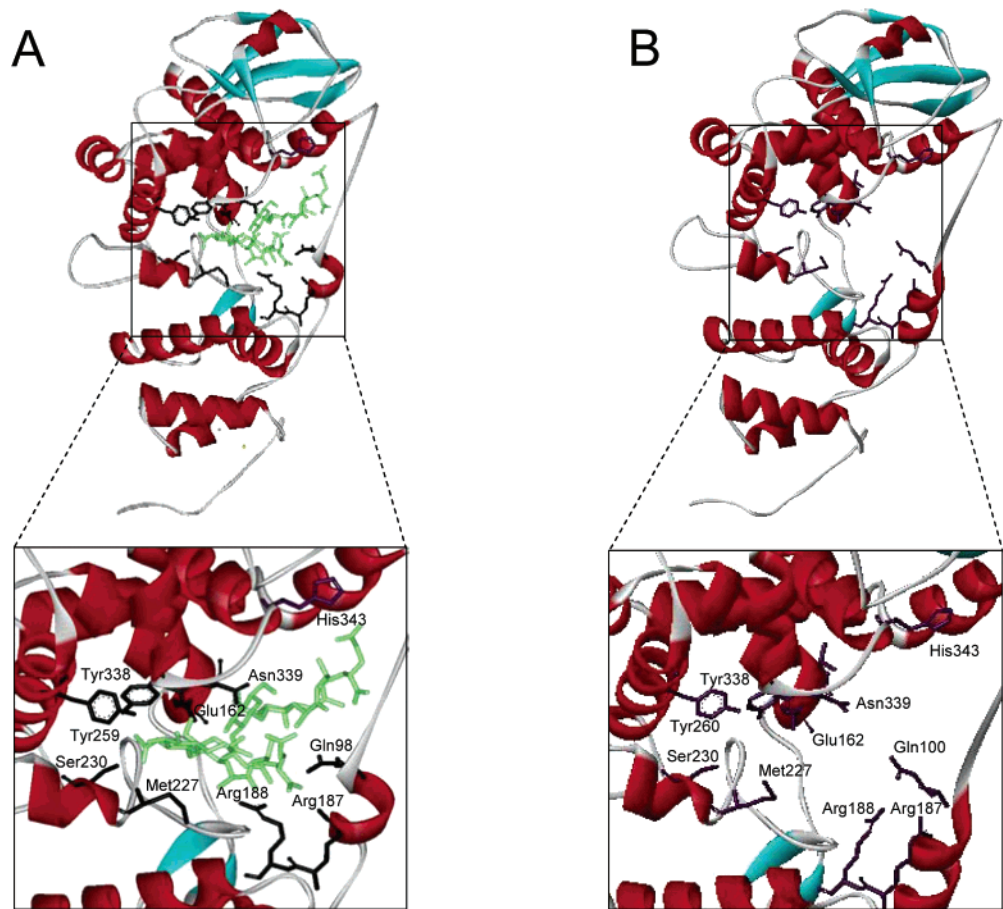 A
B
His343
Tyr338
Asn339
Glu162
Tyr259
Gln98
Ser230
Met227
Arg188
Arg187
His343
Tyr338
Asn339
Tyr260
Glu162
Ser230
Met227
Gln100
Arg188
Arg187